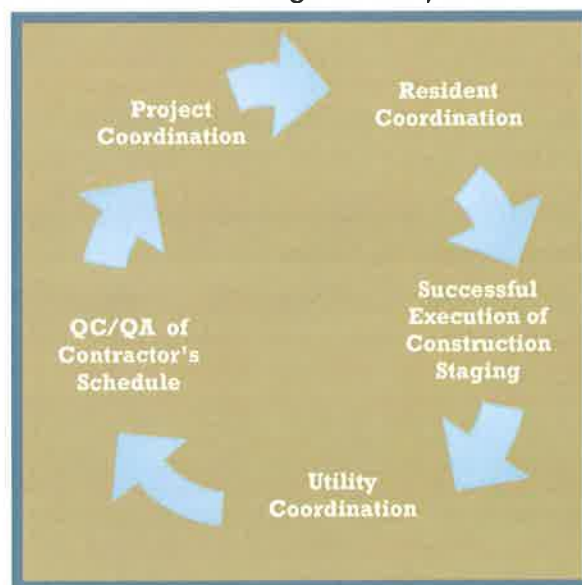 Project
Coordination
Resident
Coordination
Successful
Execution of
Construction
Staging
Utility
Coordination
QC/QA of
Contractor's
Schedule